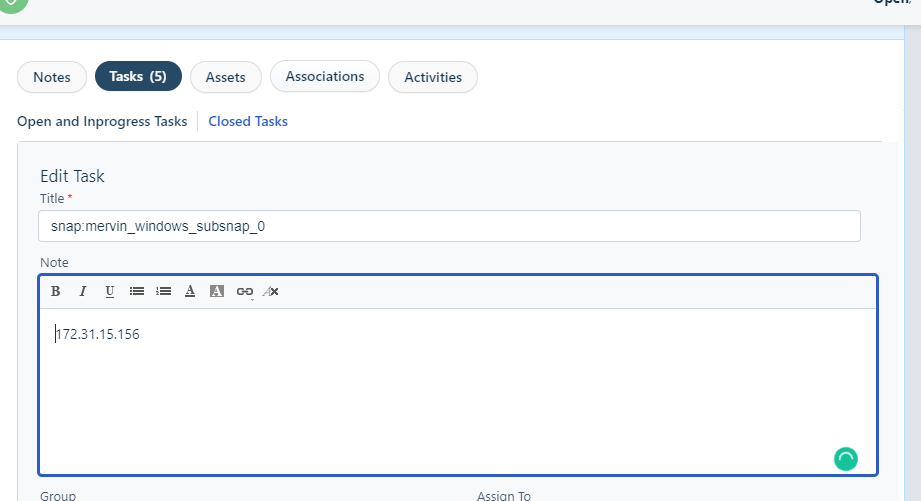 Open,
Notes
Tasks (5)
Assets
Associations
Activities
Open and Inprogress Tasks
Closed Tasks
Edit Task
Title *
snap:mervin_windows_subsnap_0
Note
B I U A A
172.31.15.156
Group
Assign To